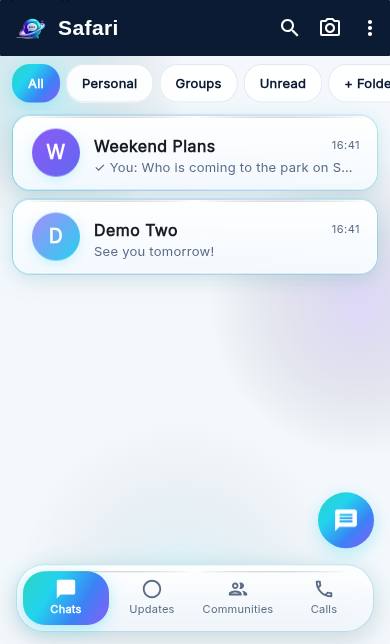 Safari
All Personal Groups Unread + Folde
W Weekend Plans 16:41
✓ You: Who is coming to the park on S...
D Demo Two 16:41
See you tomorrow!
Chats Updates Communities Calls